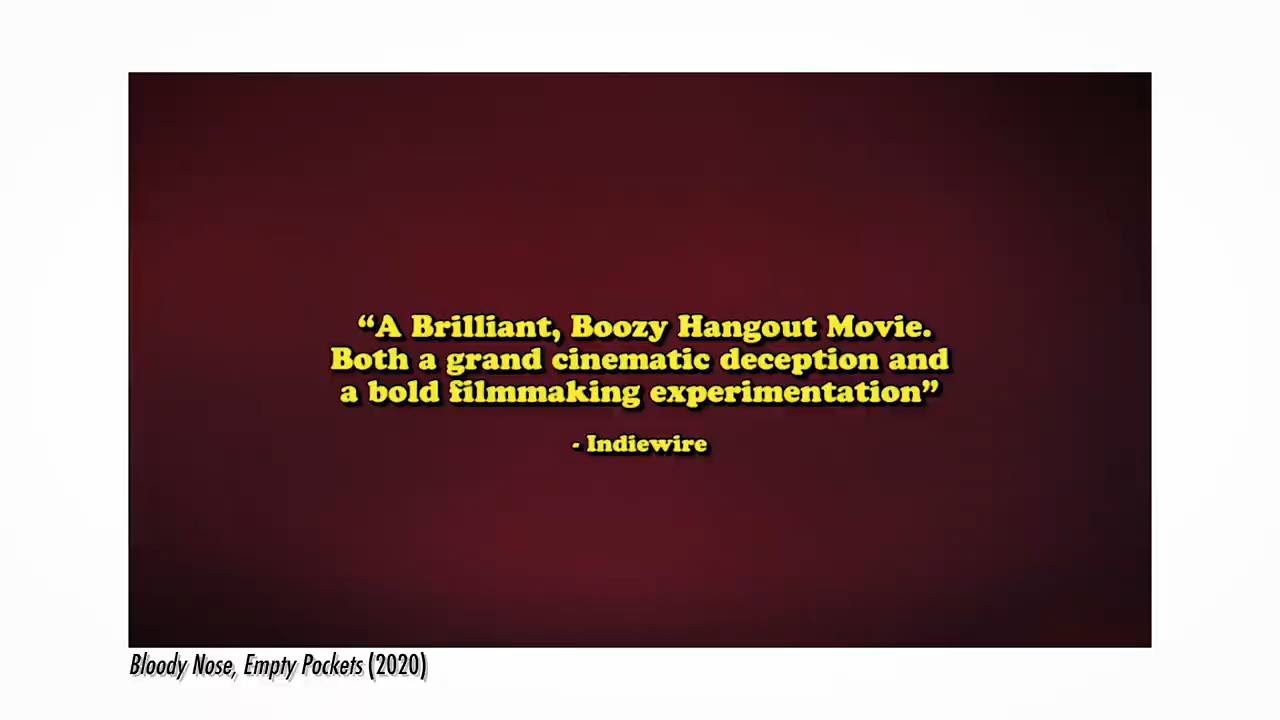 “A Brilliant, Boozy Hangout Movie.
Both a grand cinematic deception and
a bold filmmaking experimentation”
- Indiewire
Bloody Nose, Empty Pockets (2020)